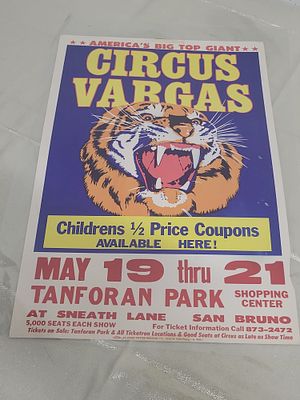 ★ ★ AMERICA'S BIG TOP GIANT ★ ★
CIRCUS
VARGAS
Childrens ½ Price Coupons
AVAILABLE HERE!
MAY 19 thru 21
TANFORAN PARK SHOPPING CENTER
AT SNEATH LANE SAN BRUNO
5,000 SEATS EACH SHOW For Ticket Information Call 873-2472
Tickets on Sale: Tanforan Park & All Ticketron Locations & Good Seats at Circus as Late as Show Time